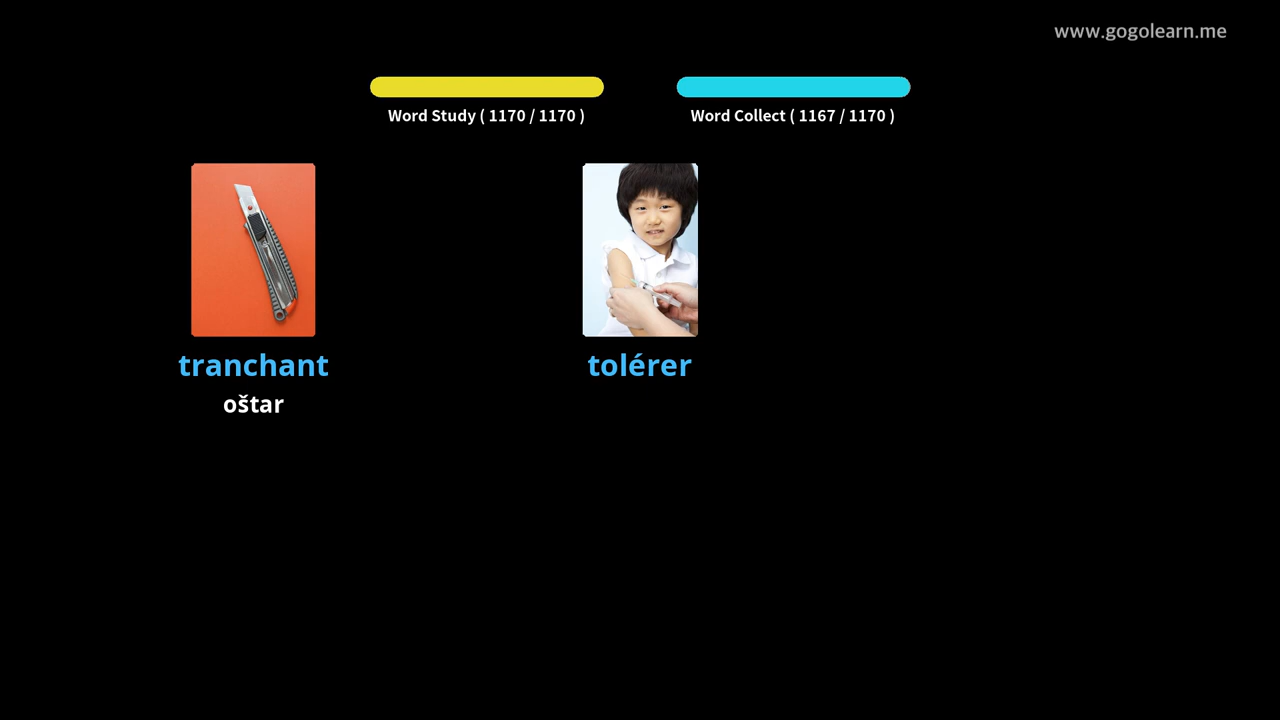 www.gogolearn.me
Word Study ( 1170 / 1170 )
Word Collect ( 1167 / 1170 )
tranchant
oštar
tolérer